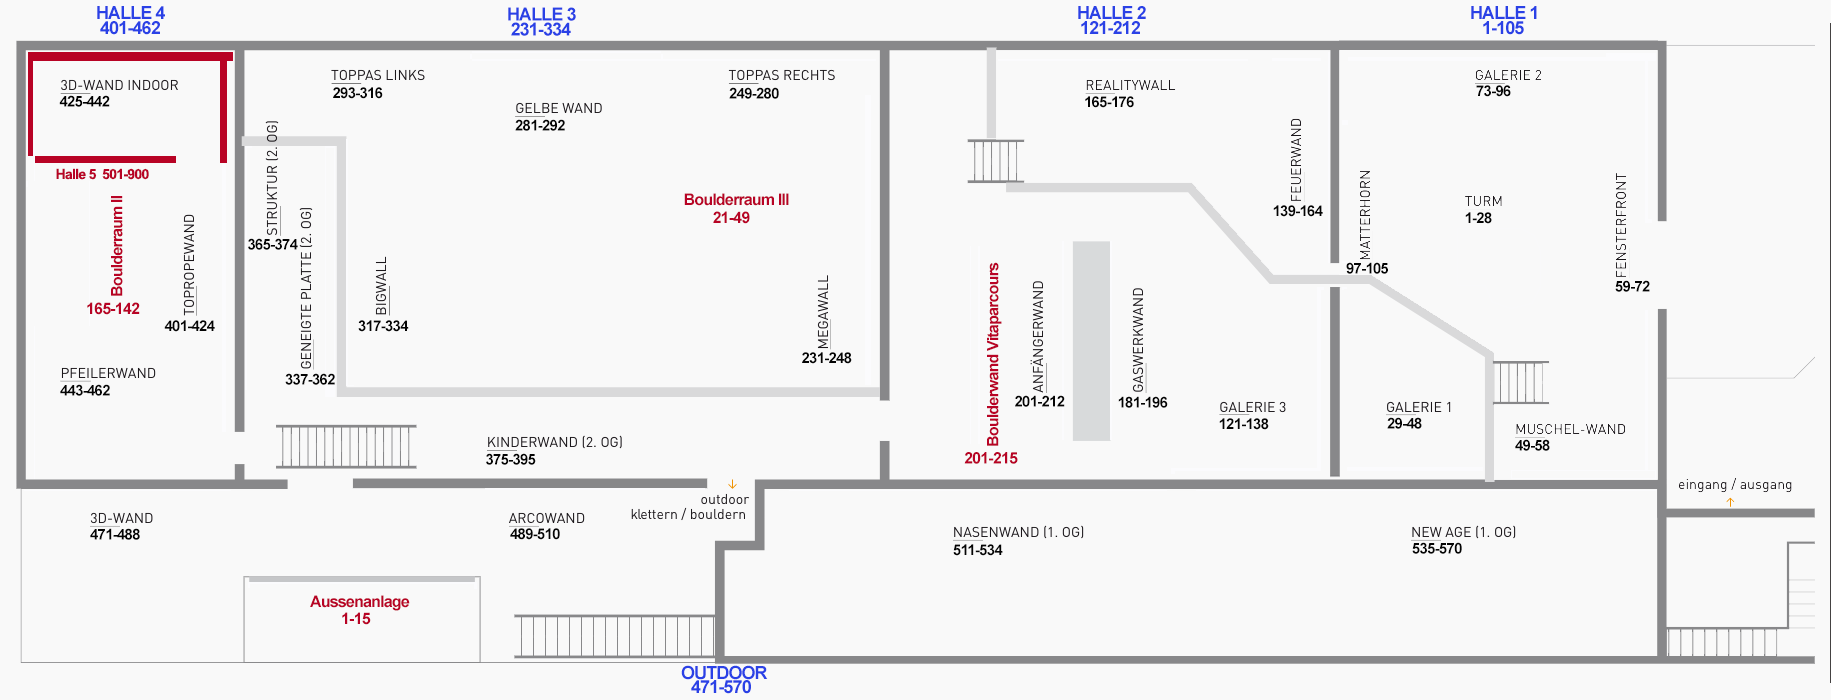 HALLE 4
401-462
HALLE 3
231-334
HALLE 2
121-212
HALLE 1
1-105
3D-WAND INDOOR
425-442
TOPPAS LINKS
293-316
GELBE WAND
281-292
TOPPAS RECHTS
249-280
REALITYWALL
165-176
GALERIE 2
73-96
Halle 5 501-900
Boulderraum II
165-142
TOPROPEWAND
401-424
PFEILERWAND
443-462
STRUKTUR (2. OG)
365-374
GENEIGTE PLATTE (2. OG)
337-362
BIGWALL
317-334
Boulderraum III
21-49
MEGAWALL
231-248
KINDERWAND (2. OG)
375-395
Boulderwand Vitaparcours
201-215
ANFÄNGERWAND
201-212
GASWERKWAND
181-196
FEUERWAND
139-164
GALERIE 3
121-138
MATTERHORN
97-105
TURM
1-28
FENSTERFRONT
59-72
GALERIE 1
29-48
MUSCHEL-WAND
49-58
eingang / ausgang
outdoor
klettern / bouldern
3D-WAND
471-488
ARCOWAND
489-510
NASENWAND (1. OG)
511-534
NEW AGE (1. OG)
535-570
Aussenanlage
1-15
OUTDOOR
471-570